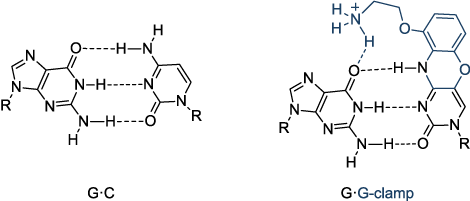 H
O H N
N
N N H N
N N N
R N H O R
H
G·C
H + O
H N
H
O H N O
N
N N H N
N N N
R N H O R
H
G·G-clamp